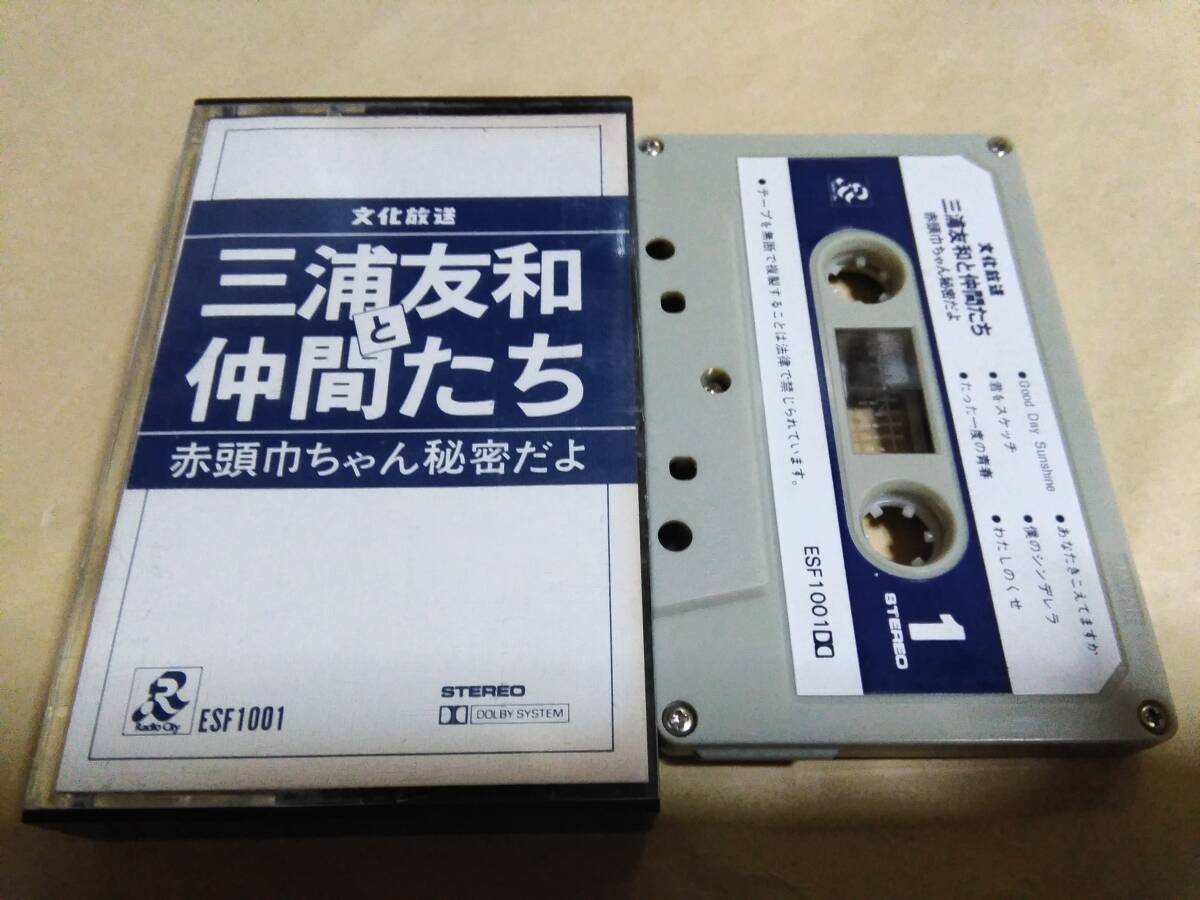 文化放送
三浦友和
と
仲間たち
赤頭巾ちゃん秘密だよ
Radio City
ESF1001
STEREO
DOLBY SYSTEM
文化放送
三浦友和と仲間たち
赤頭巾ちゃん秘密だよ
●Good Day Sunshine
●君をスケッチ
●たった一度の青春
●あなたきこえてますか
●僕のシンデレラ
●わたしのくせ
1
STEREO
●テープを無断で複製することは法律で禁じられています。
ESF1001